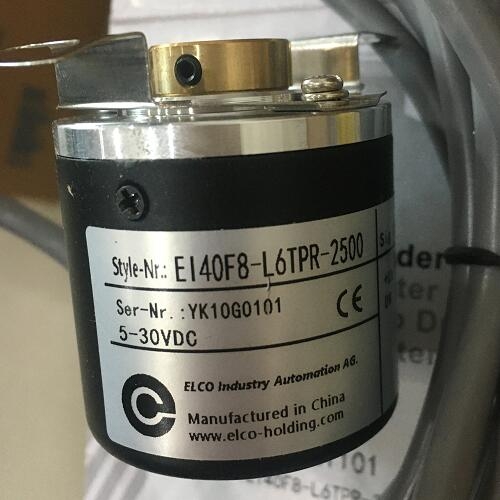 Style-Nr.: EI40F8-L6TPR-2500
Ser-Nr.:YK10G0101
5-30VDC
CE
ELCO Industry Automation AG.
Manufactured in China
www.elco-holding.com